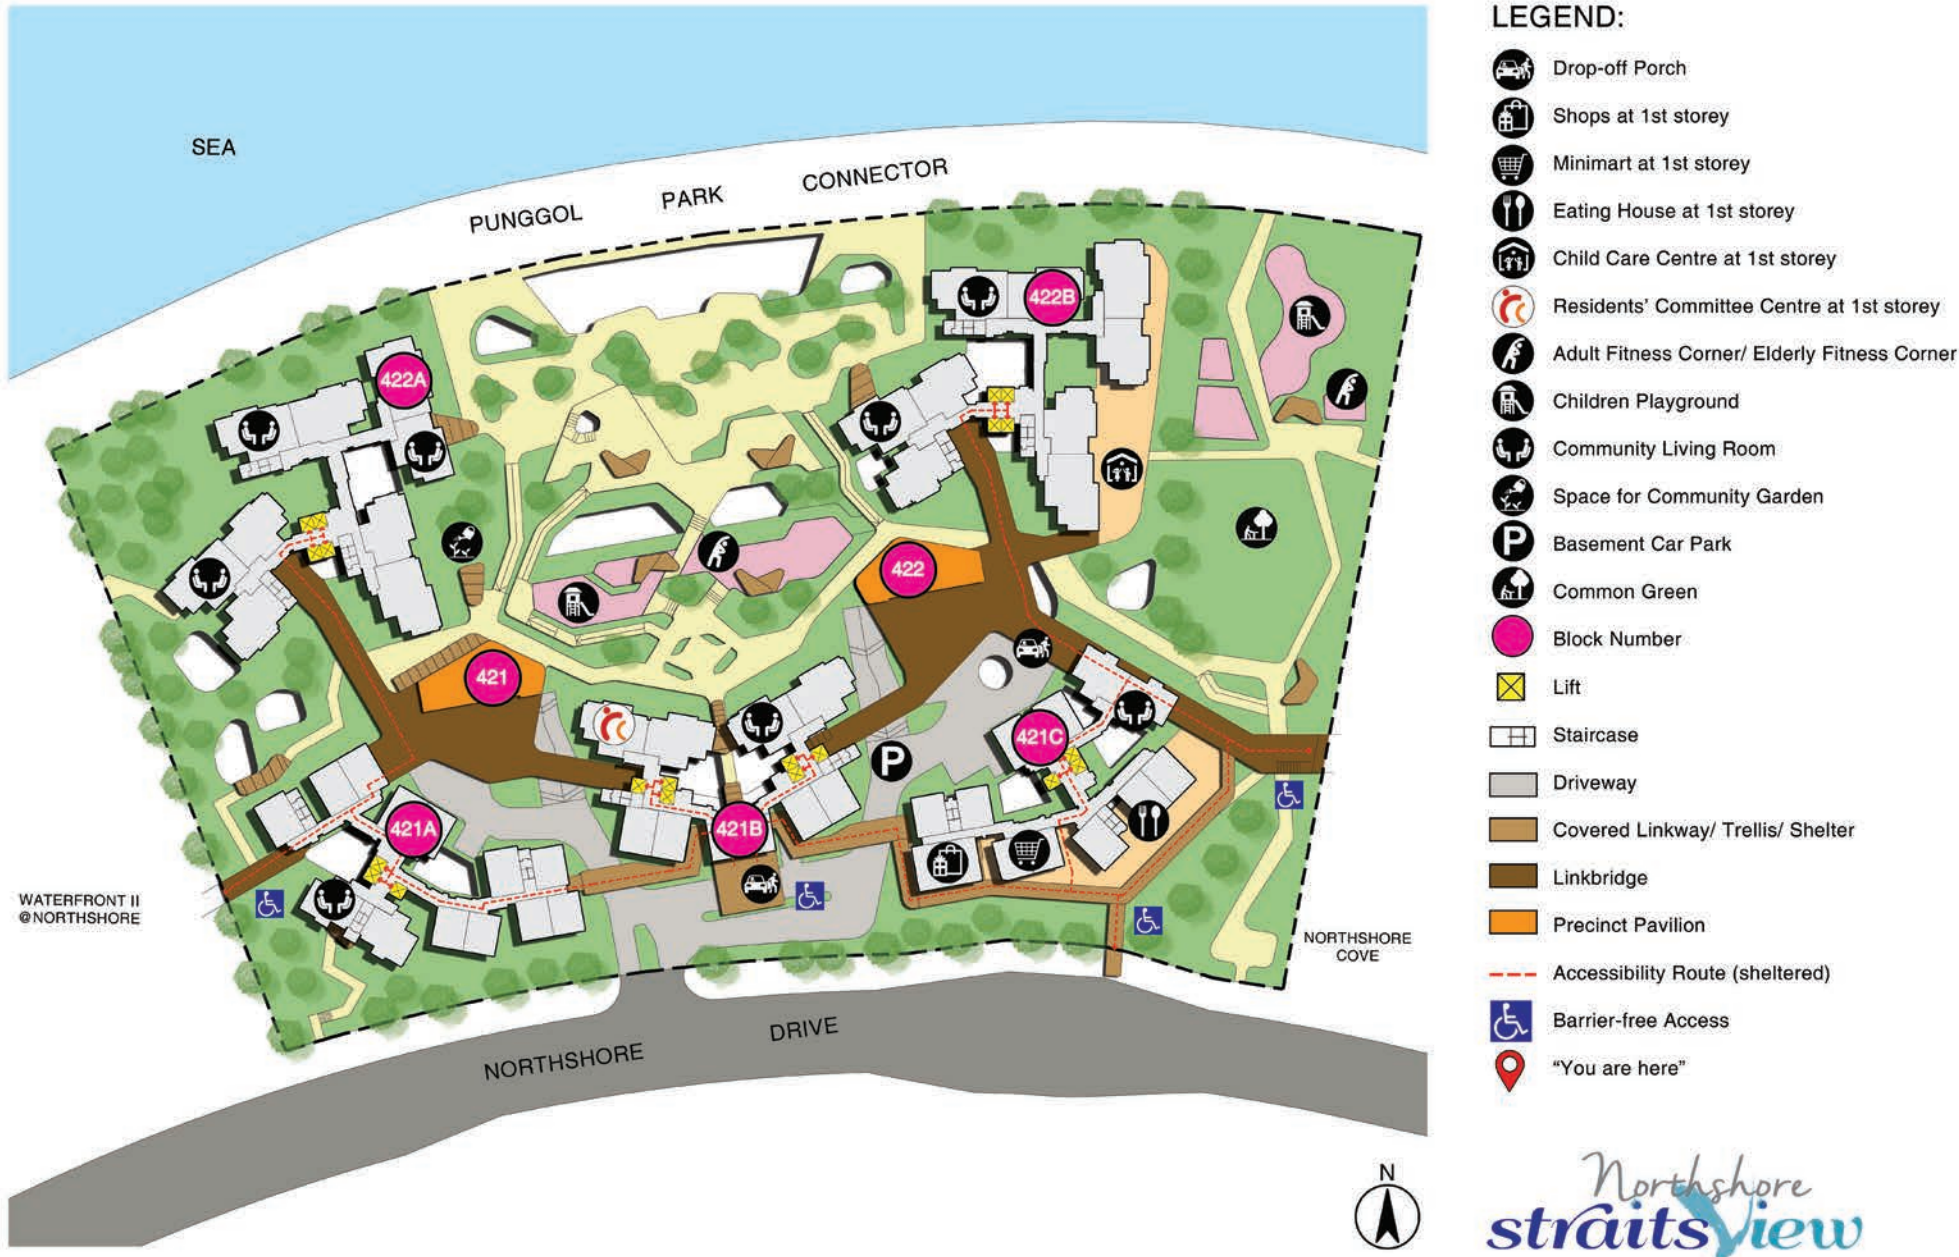 SEA
PUNGGOL PARK CONNECTOR
422B
422A
422
421
421C
421A
421B
P
WATERFRONT II
@NORTHSHORE
NORTHSHORE
COVE
NORTHSHORE DRIVE
N
LEGEND:
Drop-off Porch
Shops at 1st storey
Minimart at 1st storey
Eating House at 1st storey
Child Care Centre at 1st storey
Residents' Committee Centre at 1st storey
Adult Fitness Corner/ Elderly Fitness Corner
Children Playground
Community Living Room
Space for Community Garden
P Basement Car Park
Common Green
Block Number
Lift
Staircase
Driveway
Covered Linkway/ Trellis/ Shelter
Linkbridge
Precinct Pavilion
Accessibility Route (sheltered)
Barrier-free Access
“You are here”
Northshore
straitsView